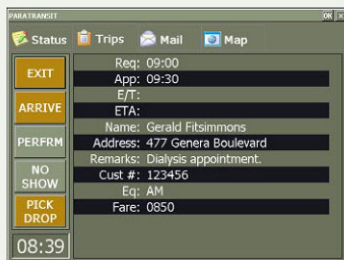 PARATRANSIT OK ×
Status Trips Mail Map
EXIT
ARRIVE
PERFRM
NO SHOW
PICK DROP
08:39
Req: 09:00
App: 09:30
E/T:
ETA:
Name: Gerald Fitsimmons
Address: 477 Genera Boulevard
Remarks: Dialysis appointment.
Cust #: 123456
Eq: AM
Fare: 0850